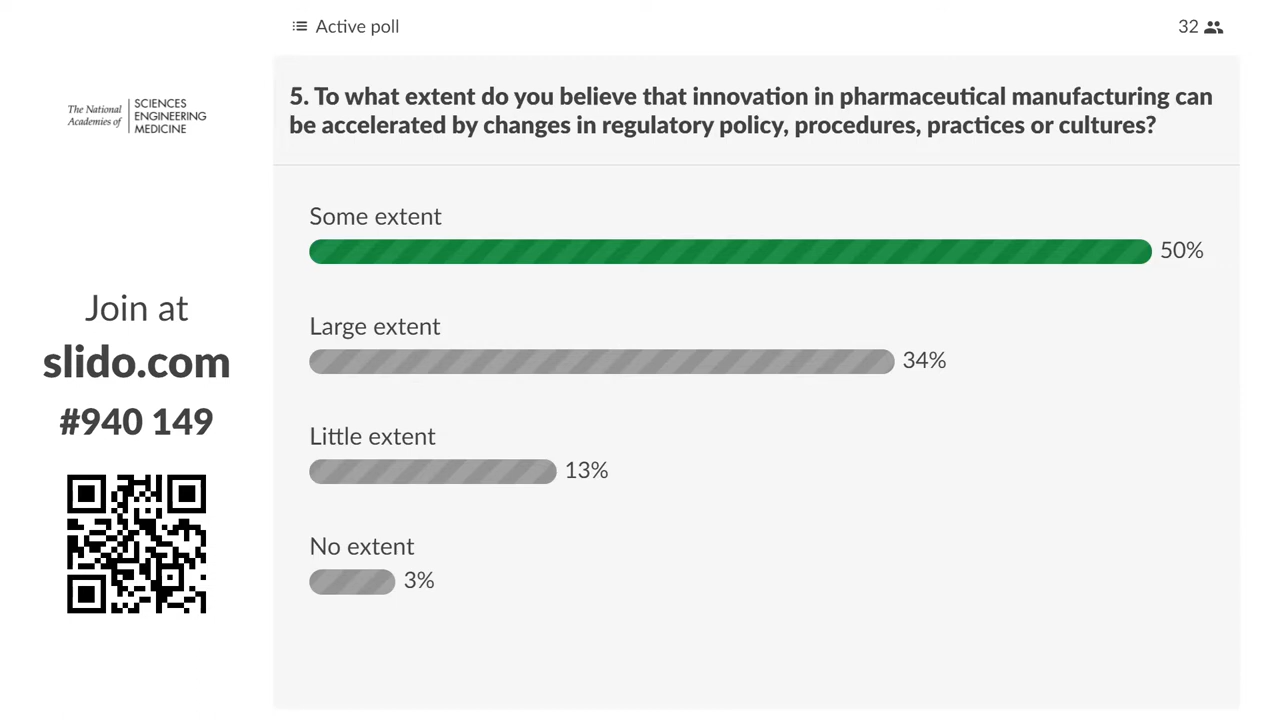 Active poll
32
The National
Academies of
SCIENCES
ENGINEERING
MEDICINE
5. To what extent do you believe that innovation in pharmaceutical manufacturing can
be accelerated by changes in regulatory policy, procedures, practices or cultures?
Some extent
50%
Large extent
34%
Little extent
13%
No extent
3%
Join at
slido.com
#940 149